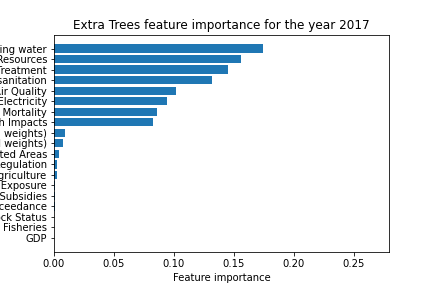 Extra Trees feature importance for the year 2017
ing water
Resources
Treatment
sanitation
Air Quality
Electricity
Mortality
h Impacts
weights)
weights)
ted Areas
egulation
griculture
Exposure
Subsidies
ceedance
ck Status
Fisheries
GDP
0.00 0.05 0.10 0.15 0.20 0.25
Feature importance